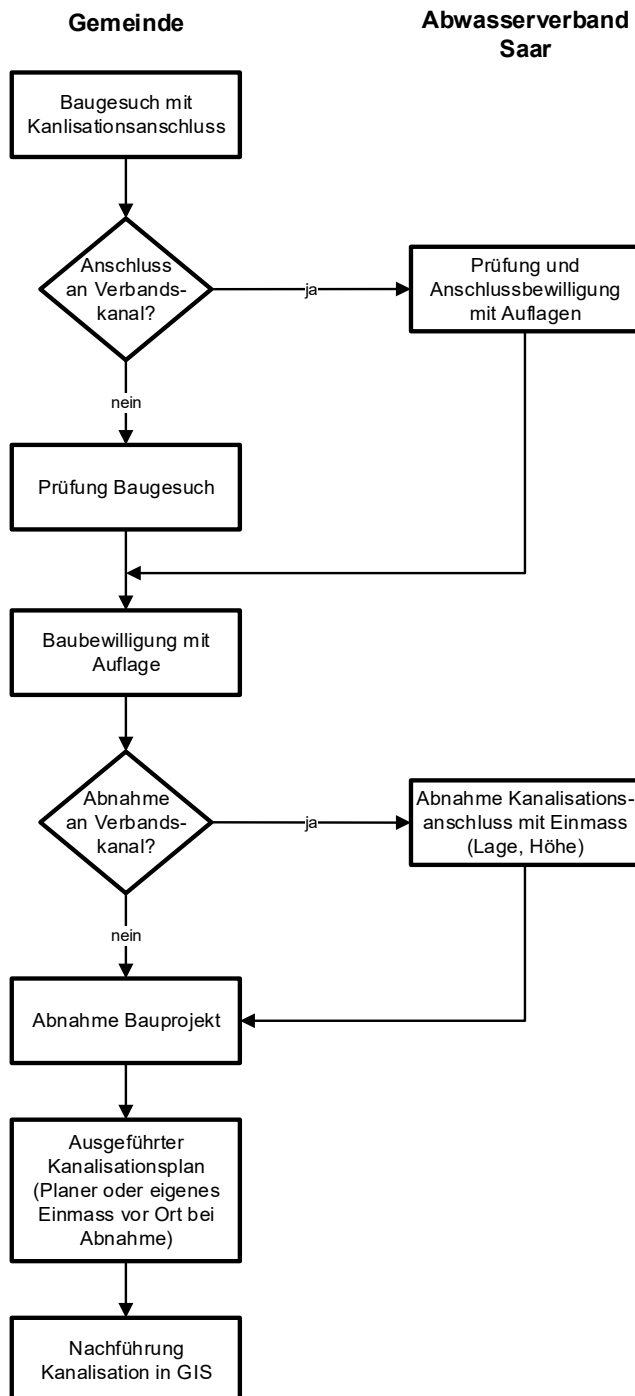 Gemeinde
Abwasserverband
Saar
Baugesuch mit
Kanlisationsanschluss
Anschluss
an Verbands-
kanal?
ja
Prüfung und
Anschlussbewilligung
mit Auflagen
nein
Prüfung Baugesuch
Baubewilligung mit
Auflage
Abnahme
an Verbands-
kanal?
ja
Abnahme Kanalisations-
anschluss mit Einmass
(Lage, Höhe)
nein
Abnahme Bauprojekt
Ausgeführter
Kanalisationsplan
(Planer oder eigenes
Einmass vor Ort bei
Abnahme)
Nachführung
Kanalisation in GIS